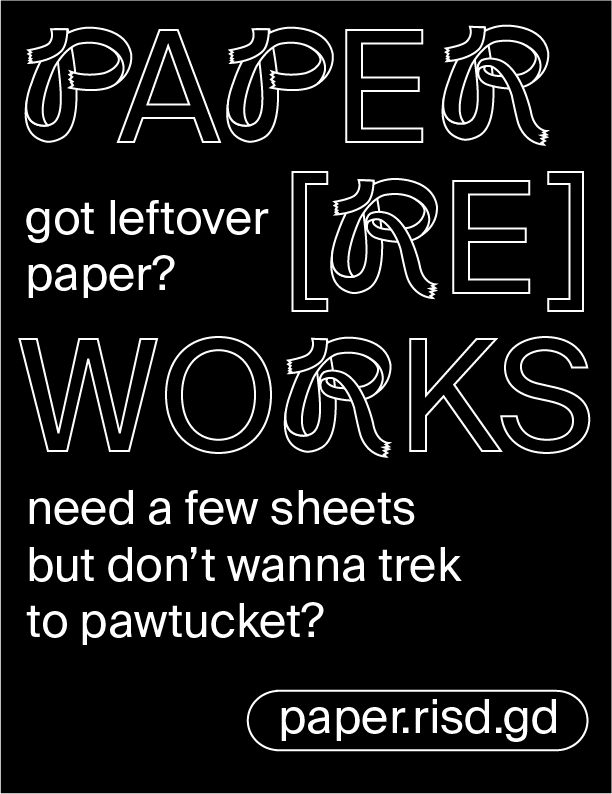 PAPER
got leftover
paper?
[RE]
WORKS
need a few sheets
but don’t wanna trek
to pawtucket?
paper.risd.gd